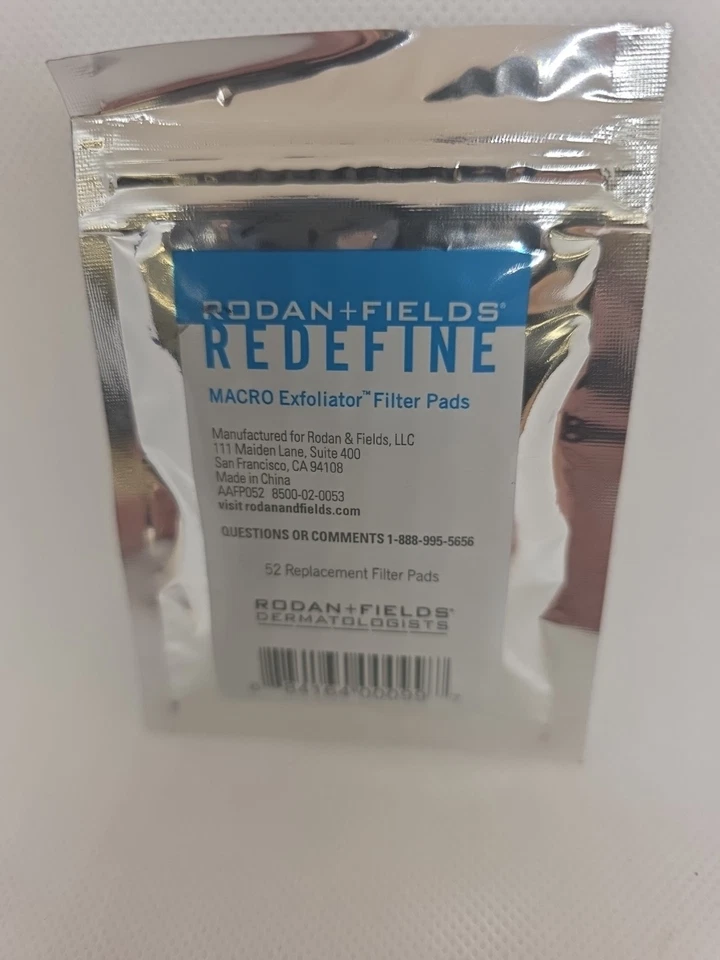 RODAN+FIELDS®
REDEFINE
MACRO Exfoliator™ Filter Pads
Manufactured for Rodan & Fields, LLC
111 Maiden Lane, Suite 400
San Francisco, CA 94108
Made in China
AAFP052 8500-02-0053
visit rodanandfields.com
QUESTIONS OR COMMENTS 1-888-995-5656
52 Replacement Filter Pads
RODAN+FIELDS®
DERMATOLOGISTS